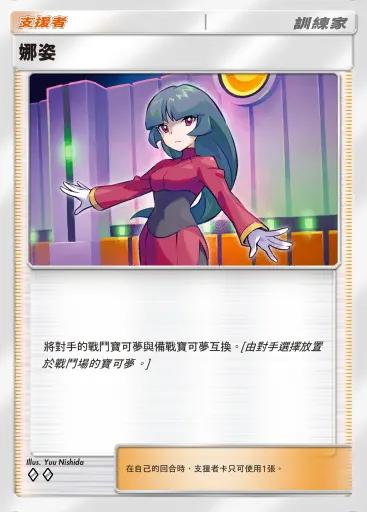 支援者
訓練家
娜姿
將對手的戰鬥寶可夢與備戰寶可夢互換。[由對手選擇放置
於戰鬥場的寶可夢。]
Illus. Yuu Nishida
在自己的回合時，支援者卡只可使用1張。